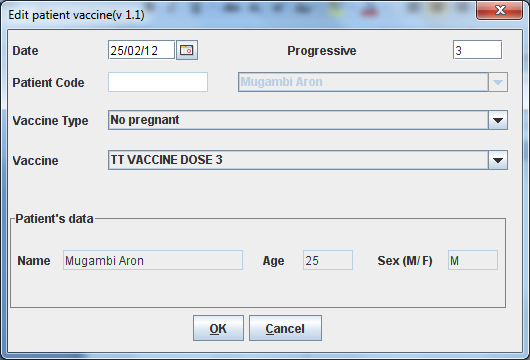 Edit patient vaccine(v 1.1)
Date 25/02/12 Progressive 3
Patient Code Mugambi Aron
Vaccine Type No pregnant
Vaccine TT VACCINE DOSE 3
Patient's data
Name Mugambi Aron Age 25 Sex (M/F) M
OK Cancel